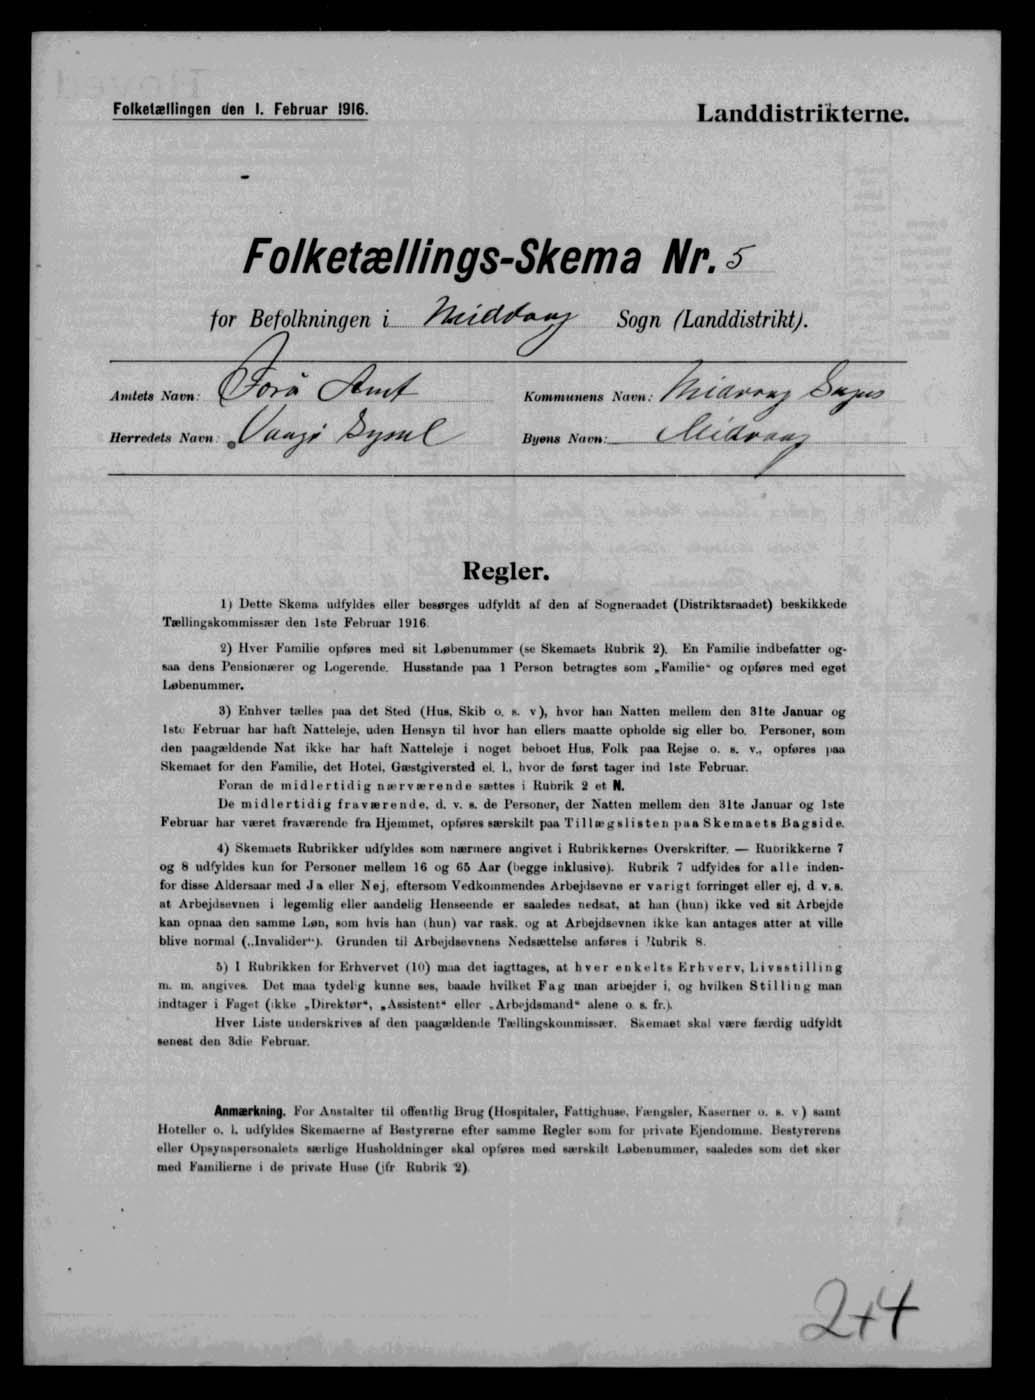 Folketællingen den 1. Februar 1916.
Landdistrikterne.
Folketællings-Skema Nr. 5
for Befolkningen i Midvaag Sogn (Landdistrikt).
Amtets Navn: Førö Amt
Kommunens Navn: Midvaag Sogns
Herredets Navn: Vaagø Syssel
Byens Navn: Midvaag
Regler.
1) Dette Skema udfyldes eller besørges udfyldt af den af Sogneraadet (Distriktsraadet) beskikkede
Tællingskommissær den 1ste Februar 1916.
2) Hver Familie opføres med sit Løbenummer (se Skemaets Rubrik 2). En Familie indbefatter og-
saa dens Pensionærer og Logerende. Husstande paa 1 Person betragtes som „Familie“ og opføres med eget
Løbenummer.
3) Enhver tælles paa det Sted (Hus, Skib o. s. v), hvor han Natten mellem den 31te Januar og
1ste Februar har haft Natteleje, uden Hensyn til hvor han ellers maatte opholde sig eller bo. Personer, som
den paagældende Nat ikke har haft Natteleje i noget beboet Hus, Folk paa Rejse o. s. v., opføres paa
Skemaet for den Familie, det Hotel, Gæstgiversted el. l., hvor de først tager ind 1ste Februar.
Foran de midlertidig nærværende sættes i Rubrik 2 et N.
De midlertidig fraværende, d. v. s. de Personer, der Natten mellem den 31te Januar og 1ste
Februar har været fraværende fra Hjemmet, opføres særskilt paa Tillægslisten paa Skemaets Bagside.
4) Skemaets Rubrikker udfyldes som nærmere angivet i Rubrikkernes Overskrifter. — Rubrikkerne 7
og 8 udfyldes kun for Personer mellem 16 og 65 Aar (begge inklusive). Rubrik 7 udfyldes for alle inden-
for disse Aldersaar med Ja eller Nej, eftersom Vedkommendes Arbejdsevne er varigt forringet eller ej, d v. s.
at Arbejdsevnen i legemlig eller aandelig Henseende er saaledes nedsat, at han (hun) ikke ved sit Arbejde
kan opnaa den samme Løn, som hvis han (hun) var rask. og at Arbejdsevnen ikke kan antages atter at ville
blive normal („Invalider“). Grunden til Arbejdsevnens Nedsættelse anføres i Rubrik 8.
5) I Rubrikken for Erhvervet (10) maa det iagttages, at hver enkelts Erhverv, Livsstilling
m. m. angives. Det maa tydelig kunne ses, baade hvilket Fag man arbejder i, og hvilken Stilling man
indtager i Faget (ikke „Direktør“, „Assistent“ eller „Arbejdsmand“ alene o. s. fr.).
Hver Liste underskrives af den paagældende Tællingskommissær. Skemaet skal være færdig udfyldt
senest den 3die Februar.
Anmærkning. For Anstalter til offentlig Brug (Hospitaler, Fattighuse, Fængsler, Kaserner o. s. v) samt
Hoteller o. l. udfyldes Skemaerne af Bestyrerne efter samme Regler som for private Ejendomme. Bestyrerens
eller Opsynspersonalets særlige Husholdninger skal opføres med særskilt Løbenummer, saaledes som det sker
med Familierne i de private Huse (jfr Rubrik 2).
2+4